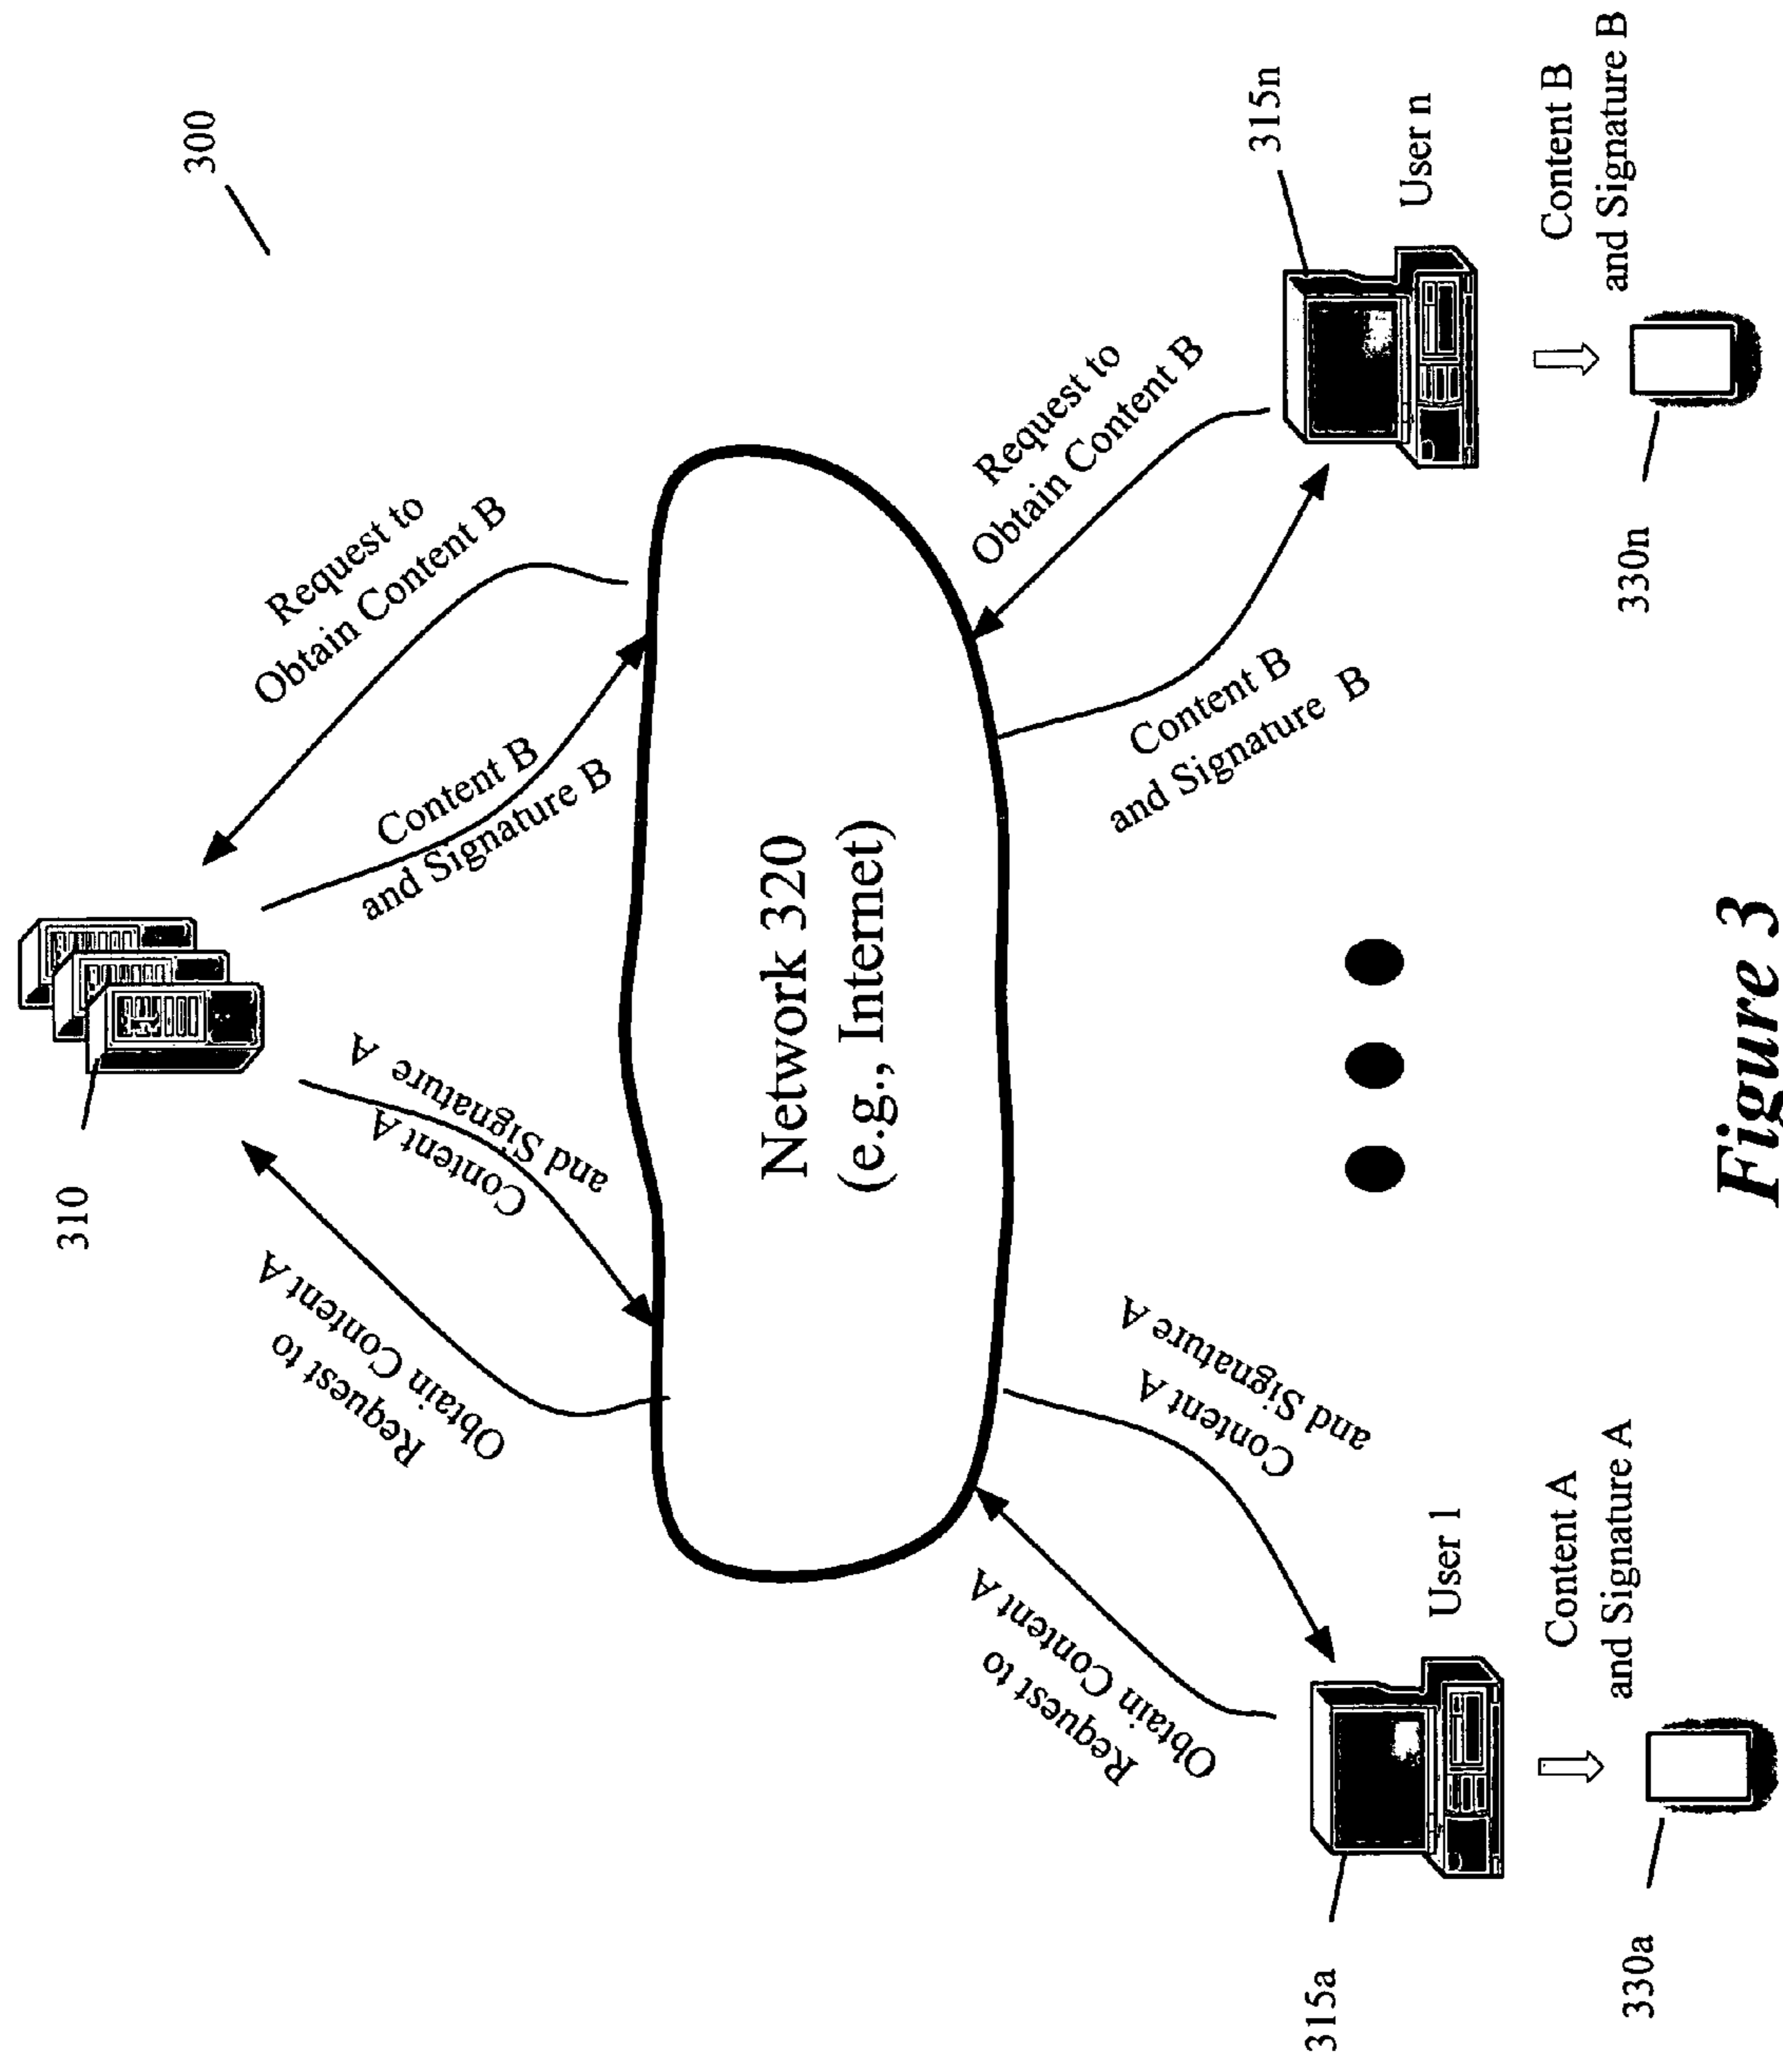 300
310
Request to
Obtain Content A
Content A
and Signature A
Content B
and Signature B
Request to
Obtain Content B
Network 320
(e.g., Internet)
Request to
Obtain Content A
Content A
and Signature A
Content B
and Signature B
Request to
Obtain Content B
315a
User 1
315n
User n
Content A
and Signature A
Content B
and Signature B
330a
330n
Figure 3